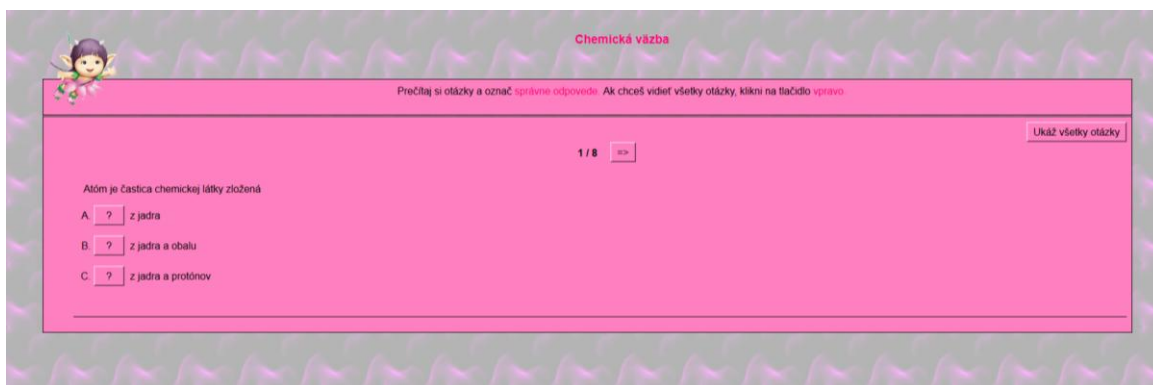 Chemická väzba
Prečítaj si otázky a označ správne odpovede. Ak chceš vidieť všetky otázky, klikni na tlačidlo vpravo.
Ukáž všetky otázky
1 / 8 =>
Atóm je častica chemickej látky zložená
A. ? z jadra
B. ? z jadra a obalu
C. ? z jadra a protónov